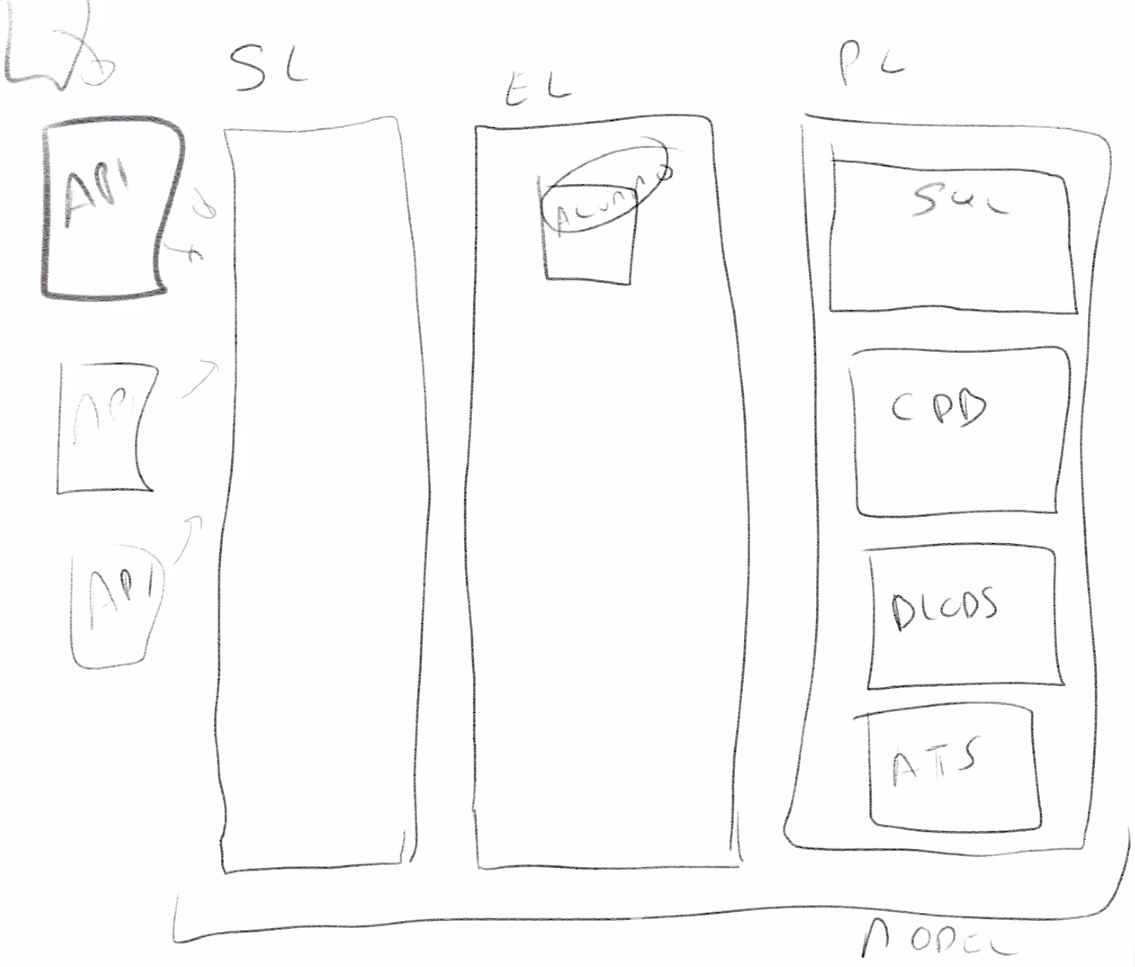 SL
EL
PL
API
ALUMNO
SQL
API
CPD
API
DLCDS
ATS
MODEL